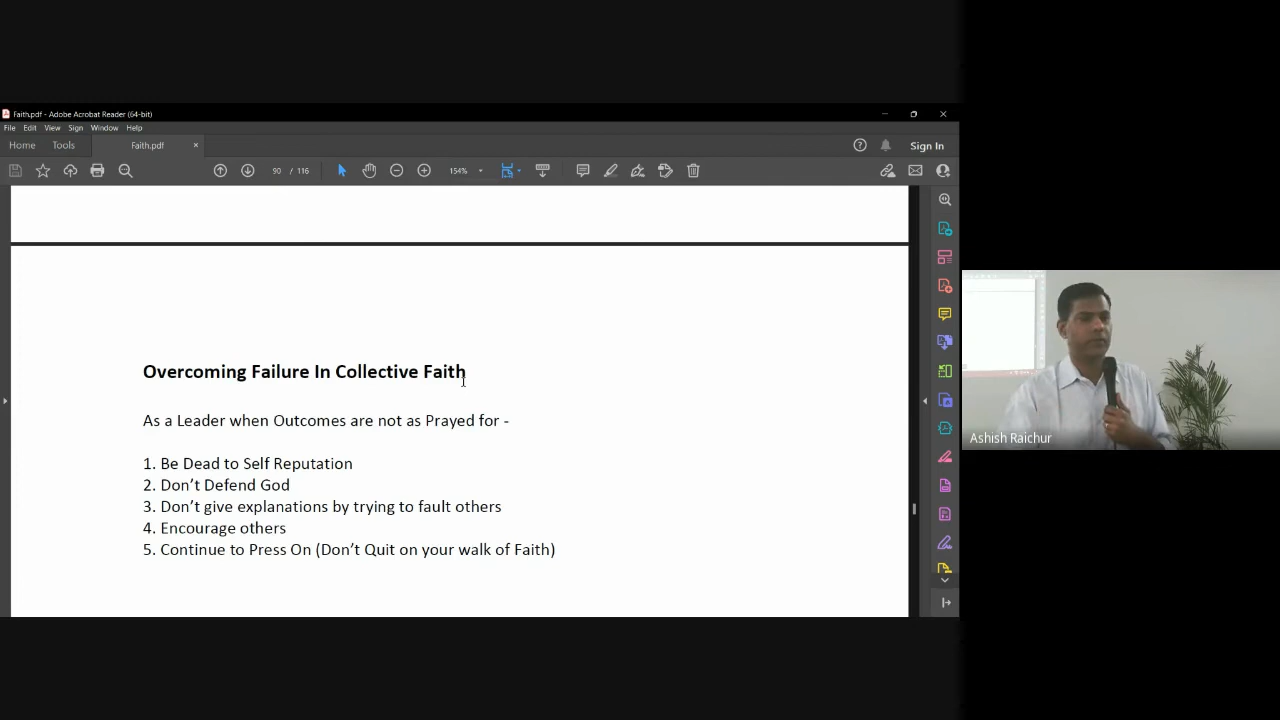 Faith.pdf - Adobe Acrobat Reader (64-bit)
File Edit View Sign Window Help
Home Tools Faith.pdf × Sign In
90 / 116 154%
Overcoming Failure In Collective Faith
As a Leader when Outcomes are not as Prayed for -
1. Be Dead to Self Reputation
2. Don't Defend God
3. Don't give explanations by trying to fault others
4. Encourage others
5. Continue to Press On (Don't Quit on your walk of Faith)
Ashish Raichur